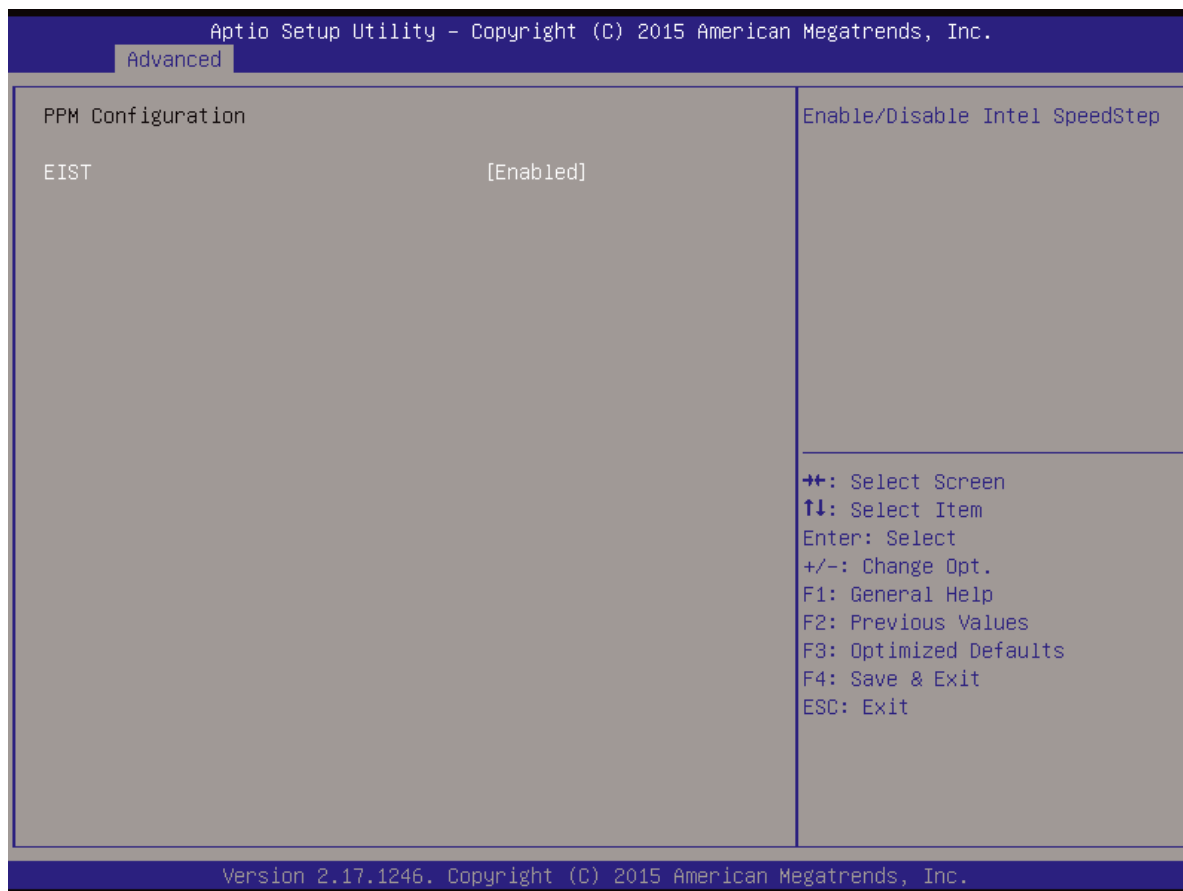 Aptio Setup Utility – Copyright (C) 2015 American Megatrends, Inc.
Advanced
PPM Configuration
EIST [Enabled]
Enable/Disable Intel SpeedStep
→←: Select Screen
↑↓: Select Item
Enter: Select
+/-: Change Opt.
F1: General Help
F2: Previous Values
F3: Optimized Defaults
F4: Save & Exit
ESC: Exit
Version 2.17.1246. Copyright (C) 2015 American Megatrends, Inc.